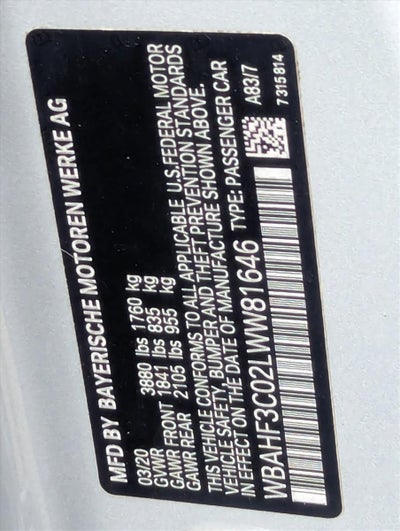 MFD BY BAYERISCHE MOTOREN WERKE AG
03/20
GVWR 3880 lbs 1760 kg
GAWR FRONT 1841 lbs 835 kg
GAWR REAR 2105 lbs 955 kg
THIS VEHICLE CONFORMS TO ALL APPLICABLE U.S.FEDERAL MOTOR
VEHICLE SAFETY, BUMPER AND THEFT PREVENTION STANDARDS
IN EFFECT ON THE DATE OF MANUFACTURE SHOWN ABOVE.
WBAHF3C02LWW81646 TYPE: PASSENGER CAR
A83/7
7315814